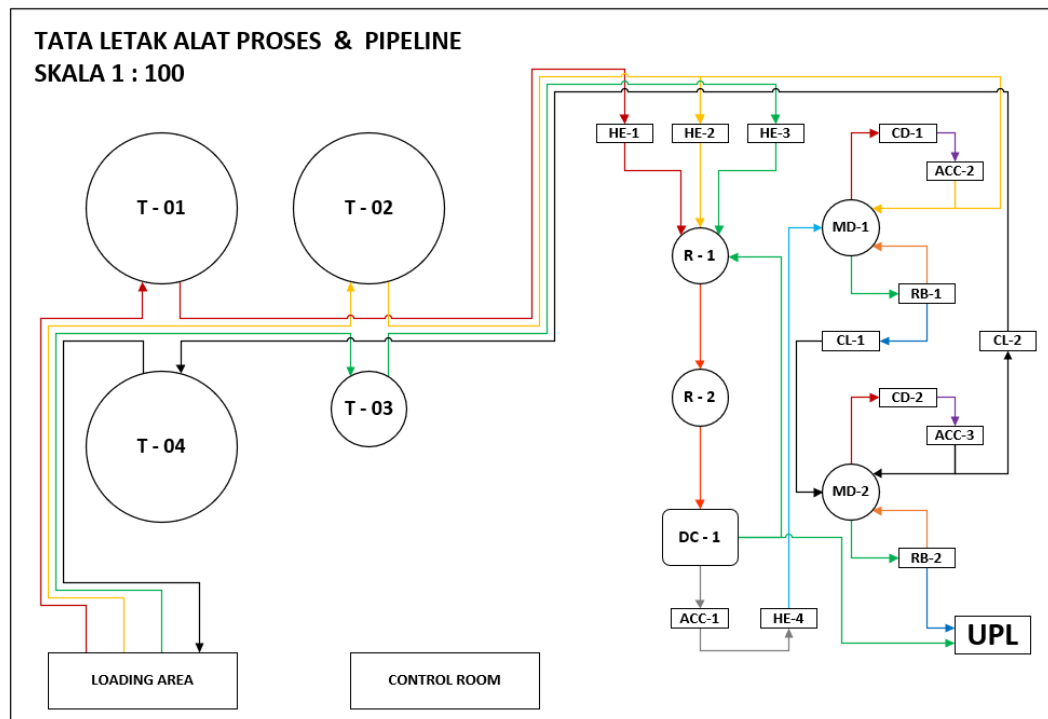 TATA LETAK ALAT PROSES & PIPELINE
SKALA 1 : 100
HE-1
HE-2
HE-3
CD-1
ACC-2
T - 01
T - 02
MD-1
R - 1
RB-1
CL-1
CL-2
R - 2
CD-2
T - 03
ACC-3
T - 04
MD-2
DC - 1
RB-2
ACC-1
HE-4
UPL
LOADING AREA
CONTROL ROOM